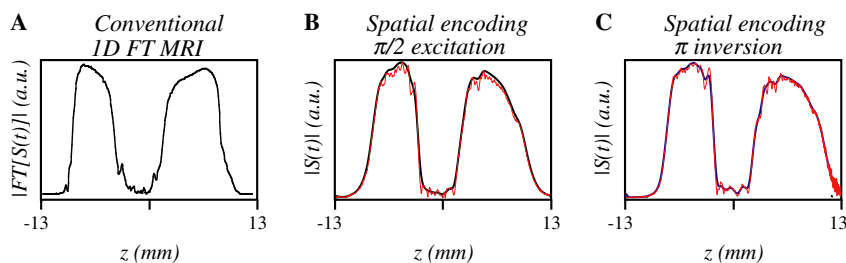 A Conventional
1D FT MRI
|FT[S(t)]| (a.u.)
-13 13
z (mm)
B Spatial encoding
π/2 excitation
|S(t)| (a.u.)
-13 13
z (mm)
C Spatial encoding
π inversion
|S(t)| (a.u.)
-13 13
z (mm)